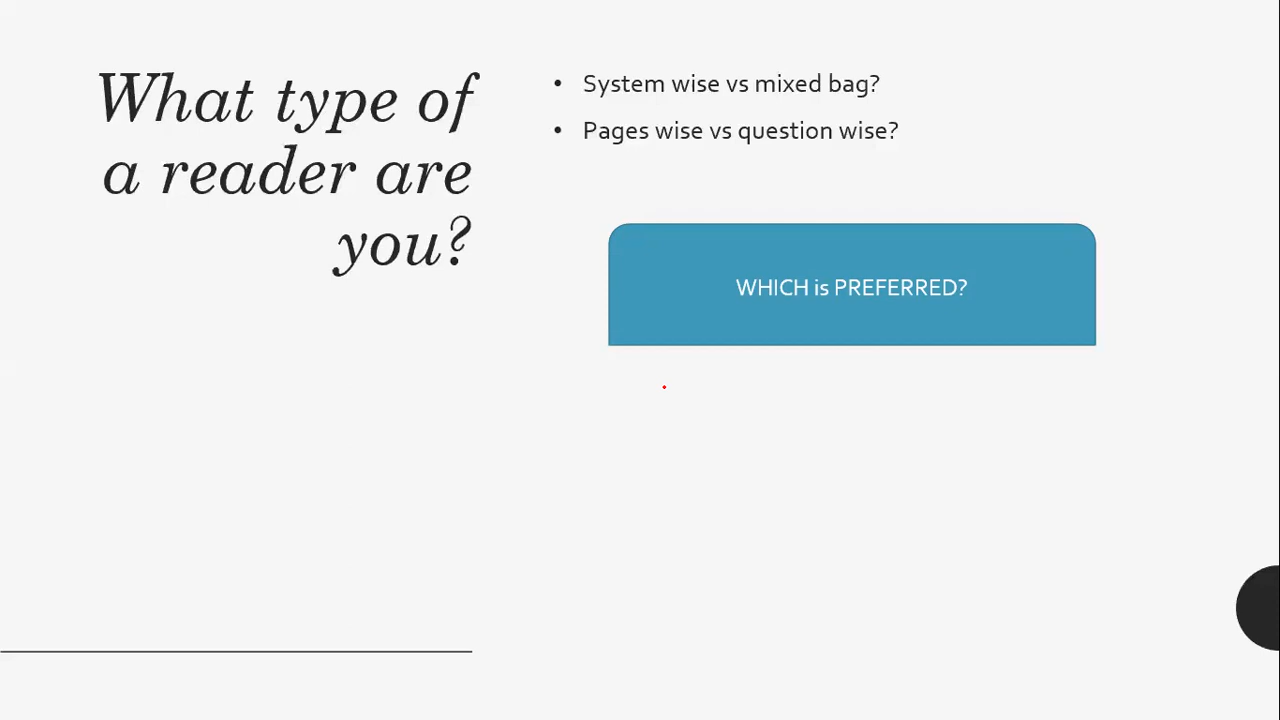 What type of
a reader are
you?
• System wise vs mixed bag?
• Pages wise vs question wise?
WHICH is PREFERRED?